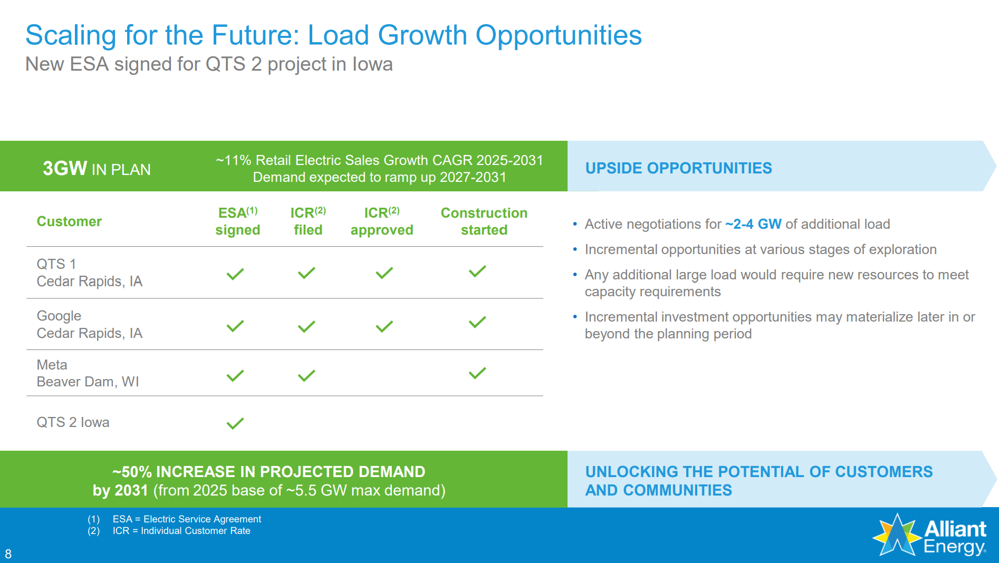 Scaling for the Future: Load Growth Opportunities
New ESA signed for QTS 2 project in Iowa
3GW IN PLAN
~11% Retail Electric Sales Growth CAGR 2025-2031
Demand expected to ramp up 2027-2031
Customer
ESA(1)
signed
ICR(2)
filed
ICR(2)
approved
Construction
started
QTS 1
Cedar Rapids, IA
Google
Cedar Rapids, IA
Meta
Beaver Dam, WI
QTS 2 Iowa
~50% INCREASE IN PROJECTED DEMAND
by 2031 (from 2025 base of ~5.5 GW max demand)
UPSIDE OPPORTUNITIES
• Active negotiations for ~2-4 GW of additional load
• Incremental opportunities at various stages of exploration
• Any additional large load would require new resources to meet
capacity requirements
• Incremental investment opportunities may materialize later in or
beyond the planning period
UNLOCKING THE POTENTIAL OF CUSTOMERS
AND COMMUNITIES
(1) ESA = Electric Service Agreement
(2) ICR = Individual Customer Rate
8
Alliant
Energy®